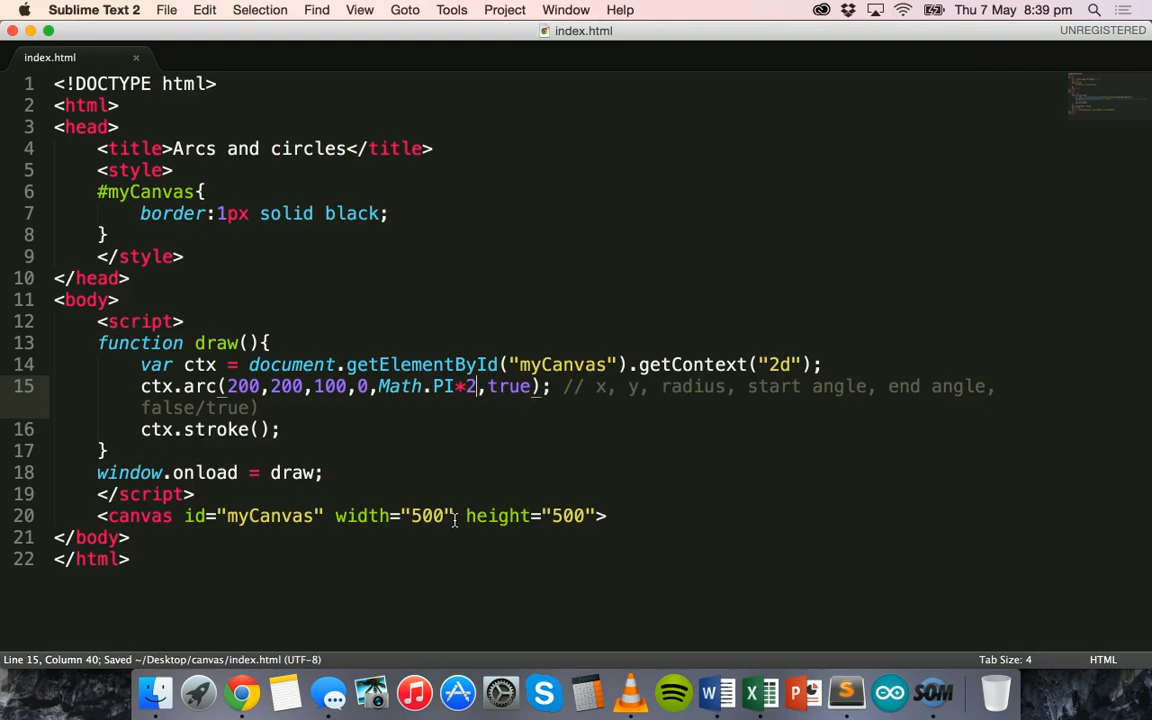 Sublime Text 2 File Edit Selection Find View Goto Tools Project Window Help Thu 7 May 8:39 pm
index.html UNREGISTERED
index.html ×
1 <!DOCTYPE html>
2 <html>
3 <head>
4 <title>Arcs and circles</title>
5 <style>
6 #myCanvas{
7 border:1px solid black;
8 }
9 </style>
10 </head>
11 <body>
12 <script>
13 function draw(){
14 var ctx = document.getElementById("myCanvas").getContext("2d");
15 ctx.arc(200,200,100,0,Math.PI*2,true); // x, y, radius, start angle, end angle,
false/true)
16 ctx.stroke();
17 }
18 window.onload = draw;
19 </script>
20 <canvas id="myCanvas" width="500" height="500">
21 </body>
22 </html>
Line 15, Column 40; Saved ~/Desktop/canvas/index.html (UTF-8) Tab Size: 4 HTML
SOM